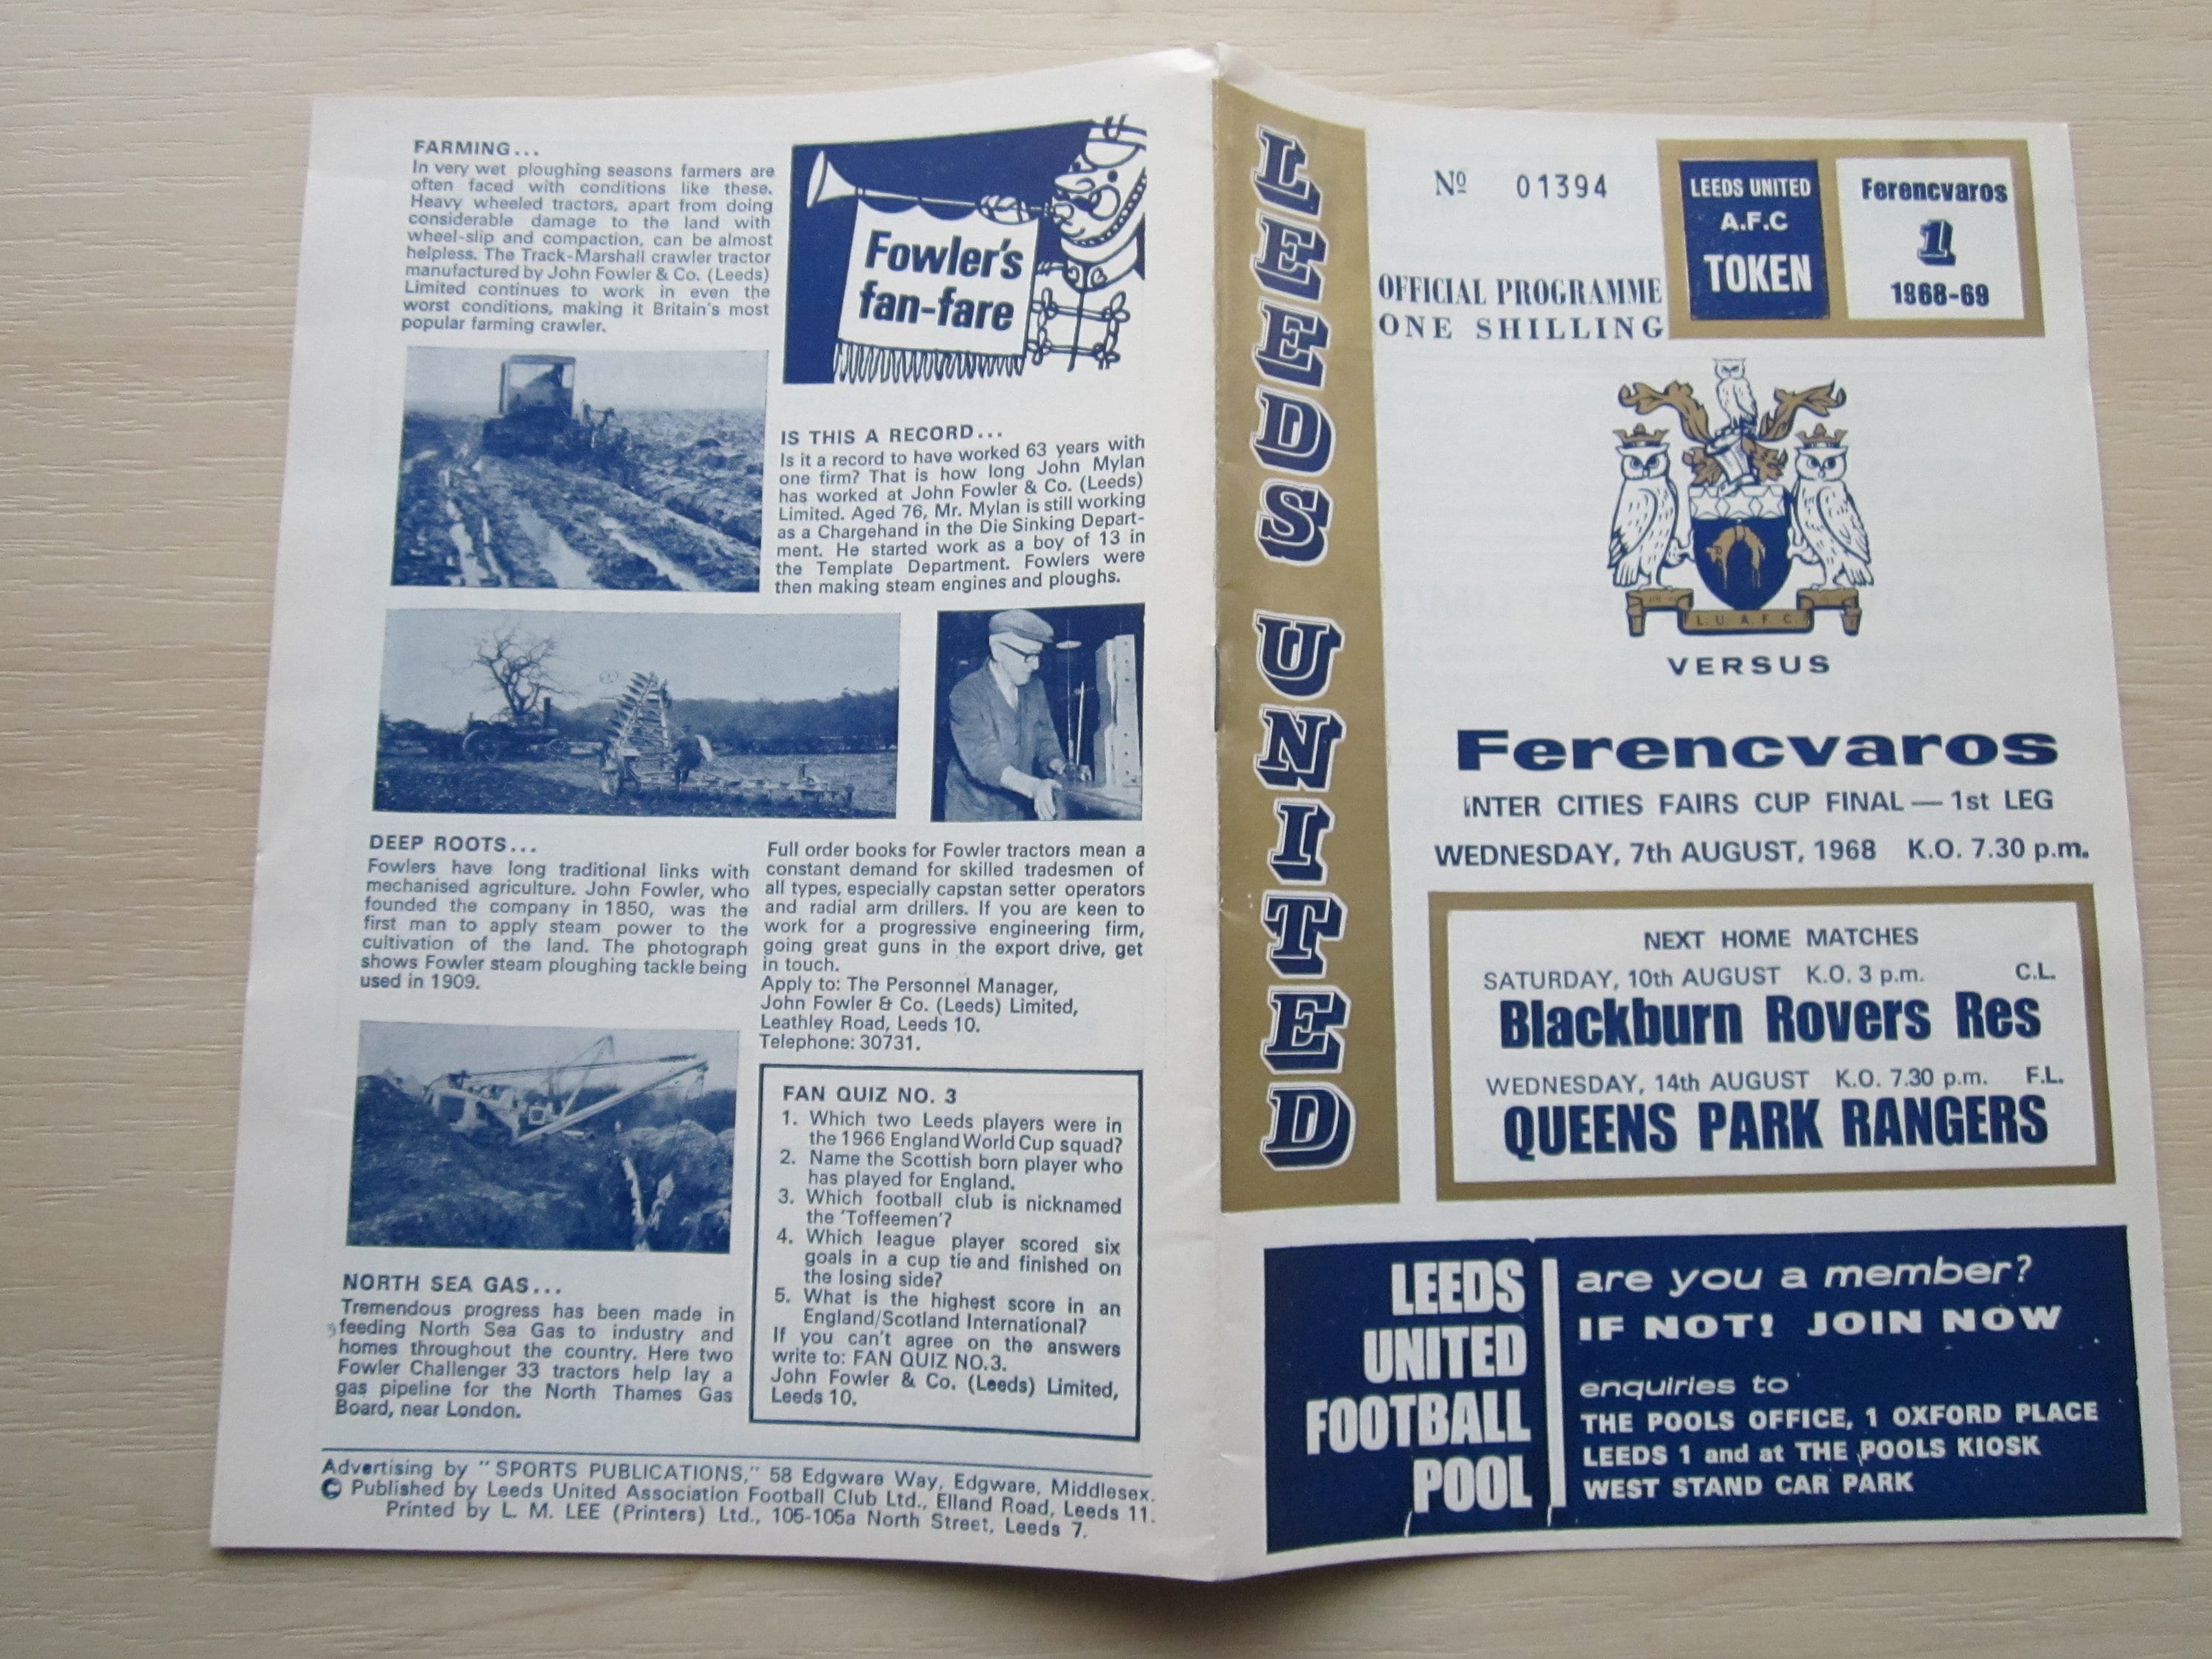 FARMING...
In very wet ploughing seasons farmers are
often faced with conditions like these.
Heavy wheeled tractors, apart from doing
considerable damage to the land with
wheel-slip and compaction, can be almost
helpless. The Track-Marshall crawler tractor
manufactured by John Fowler & Co. (Leeds)
Limited continues to work in even the
worst conditions, making it Britain's most
popular farming crawler.
Fowler's
fan-fare
IS THIS A RECORD...
Is it a record to have worked 63 years with
one firm? That is how long John Mylan
has worked at John Fowler & Co. (Leeds)
Limited. Aged 76, Mr. Mylan is still working
as a Chargehand in the Die Sinking Depart-
ment. He started work as a boy of 13 in
the Template Department. Fowlers were
then making steam engines and ploughs.
DEEP ROOTS...
Fowlers have long traditional links with
mechanised agriculture. John Fowler, who
founded the company in 1850, was the
first man to apply steam power to the
cultivation of the land. The photograph
shows Fowler steam ploughing tackle being
used in 1909.
NORTH SEA GAS...
Tremendous progress has been made in
feeding North Sea Gas to industry and
homes throughout the country. Here two
Fowler Challenger 33 tractors help lay a
gas pipeline for the North Thames Gas
Board, near London.
Full order books for Fowler tractors mean a
constant demand for skilled tradesmen of
all types, especially capstan setter operators
and radial arm drillers. If you are keen to
work for a progressive engineering firm,
going great guns in the export drive, get
in touch.
Apply to: The Personnel Manager,
John Fowler & Co. (Leeds) Limited,
Leathley Road, Leeds 10.
Telephone: 30731.
FAN QUIZ NO. 3
1. Which two Leeds players were in
the 1966 England World Cup squad?
2. Name the Scottish born player who
has played for England.
3. Which football club is nicknamed
the 'Toffeemen'?
4. Which league player scored six
goals in a cup tie and finished on
the losing side?
5. What is the highest score in an
England/Scotland International?
If you can't agree on the answers
write to: FAN QUIZ NO.3.
John Fowler & Co. (Leeds) Limited,
Leeds 10.
Advertising by "SPORTS PUBLICATIONS," 58 Edgware Way, Edgware, Middlesex.
© Published by Leeds United Association Football Club Ltd., Elland Road, Leeds 11.
Printed by L. M. LEE (Printers) Ltd., 105-105a North Street, Leeds 7.
LEEDS UNITED
Nº 01394
OFFICIAL PROGRAMME
ONE SHILLING
LEEDS UNITED
A.F.C
TOKEN
Ferencvaros
1
1968-69
L. U. A. F. C.
VERSUS
Ferencvaros
INTER CITIES FAIRS CUP FINAL — 1st LEG
WEDNESDAY, 7th AUGUST, 1968 K.O. 7.30 p.m.
NEXT HOME MATCHES
SATURDAY, 10th AUGUST K.O. 3 p.m. C.L.
Blackburn Rovers Res
WEDNESDAY, 14th AUGUST K.O. 7.30 p.m. F.L.
QUEENS PARK RANGERS
LEEDS
UNITED
FOOTBALL
POOL
are you a member?
IF NOT! JOIN NOW
enquiries to
THE POOLS OFFICE, 1 OXFORD PLACE
LEEDS 1 and at THE POOLS KIOSK
WEST STAND CAR PARK